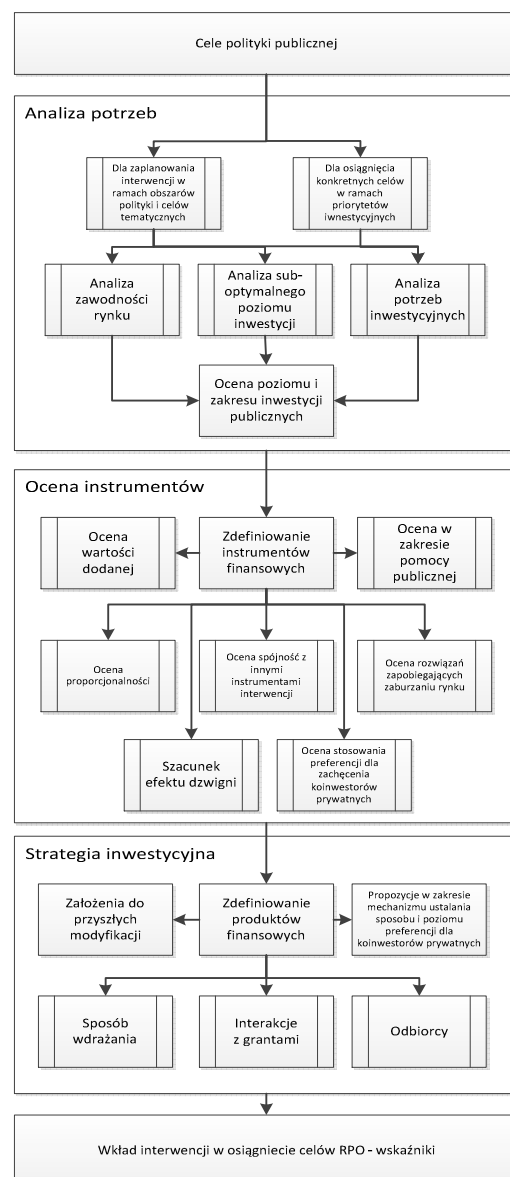 Cele polityki publicznej
Analiza potrzeb
Dla zaplanowania
interwencji w
ramach obszarów
polityki i celów
tematycznych
Dla osiągnięcia
konkretnych celów
w ramach
priorytetów
iwnestycyjnych
Analiza
zawodności
rynku
Analiza sub-
optymalnego
poziomu
inwestycji
Analiza
potrzeb
inwestycyjnych
Ocena poziomu i
zakresu inwestycji
publicznych
Ocena instrumentów
Ocena
wartości
dodanej
Zdefiniowanie
instrumentów
finansowych
Ocena w
zakresie
pomocy
publicznej
Ocena
proporcjonalności
Ocena spójność z
innymi
instrumentami
interwencji
Ocena rozwiązań
zapobiegających
zaburzaniu rynku
Szacunek
efektu dzwigni
Ocena stosowania
preferencji dla
zachęcenia
koinwestorów
prywatnych
Strategia inwestycyjna
Założenia do
przyszłych
modyfikacji
Zdefiniowanie
produktów
finansowych
Propozycje w zakresie
mechanizmu ustalania
sposobu i poziomu
preferencji dla
koinwestorów prywatnych
Sposób
wdrażania
Interakcje
z grantami
Odbiorcy
Wkład interwencji w osiągniecie celów RPO - wskaźniki